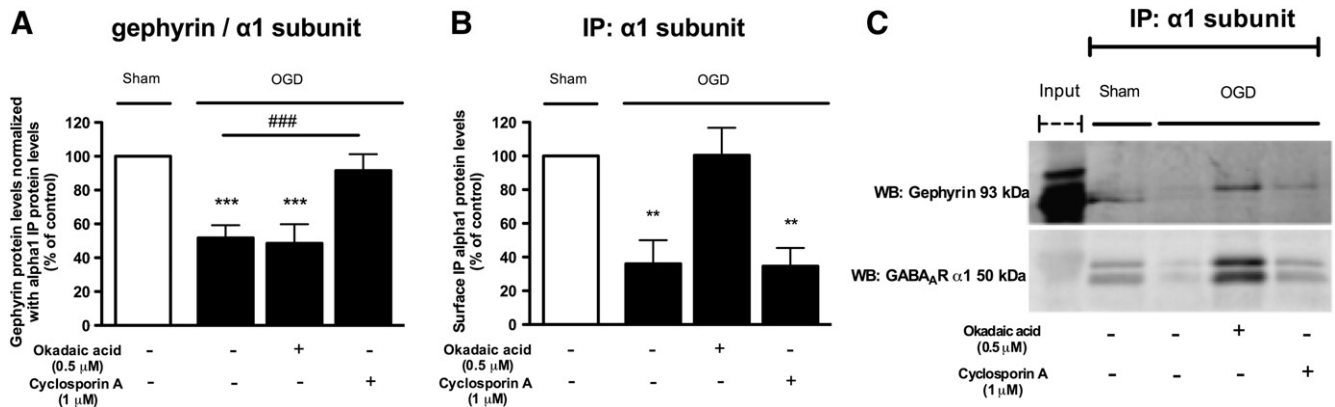 A
gephyrin / α1 subunit
Sham
OGD
###
Gephyrin protein levels normalized
with alpha1 IP protein levels
(% of control)
120
100
80
60
40
20
0
***
***
Okadaic acid
(0.5 µM)
- - + -
Cyclosporin A
(1 µM)
- - - +
B
IP: α1 subunit
Sham
OGD
Surface IP alpha1 protein levels
(% of control)
120
100
80
60
40
20
0
**
**
Okadaic acid
(0.5 µM)
- - + -
Cyclosporin A
(1 µM)
- - - +
C
IP: α1 subunit
Input
Sham
OGD
WB: Gephyrin 93 kDa
WB: GABAAR α1 50 kDa
Okadaic acid
(0.5 µM)
- - + -
Cyclosporin A
(1 µM)
- - - +